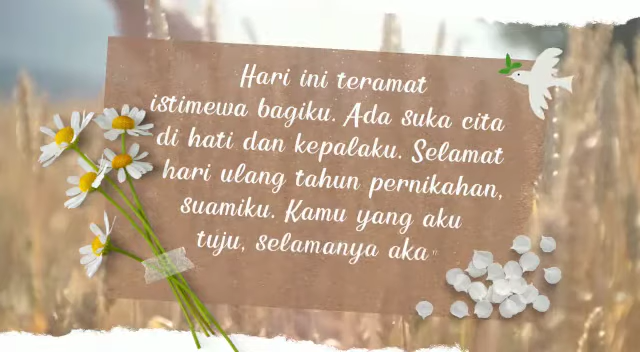 Hari ini teramat
istimewa bagiku. Ada suka cita
di hati dan kepalaku. Selamat
hari ulang tahun pernikahan,
suamiku. Kamu yang aku
tuju, selamanya aka"